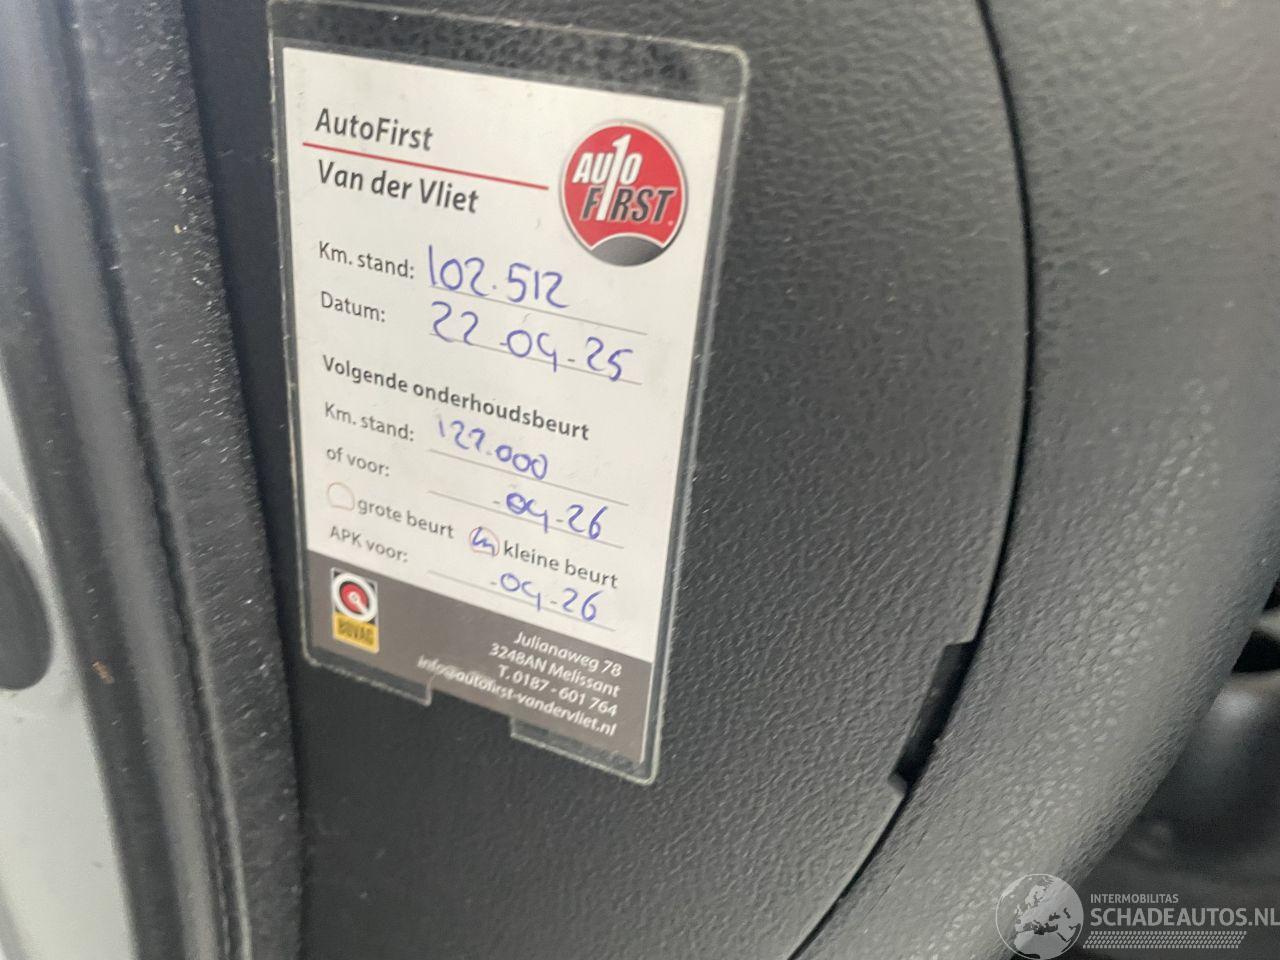 AutoFirst
Van der Vliet
AUTO
FIRST
Km. stand: 102.512
Datum: 22-04-25
Volgende onderhoudsbeurt
Km. stand: 122.000
of voor: -04-26
grote beurt kleine beurt
APK voor: -04-26
BOVAG
Julianaweg 78
3248AN Melissant
T. 0187 - 601 764
info@autofirst-vandervliet.nl
INTERMOBILITAS
SCHADEAUTOS.NL